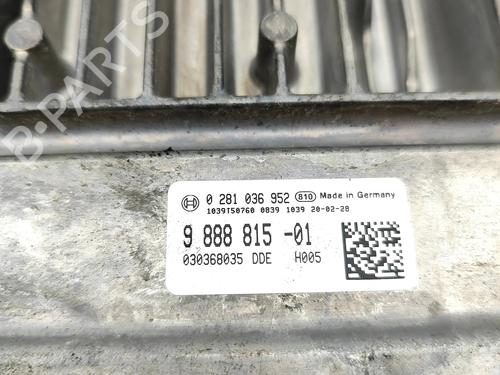 B-PARTS
0 281 036 952 810 Made in Germany
1039T50760 0839 1039 20-02-28
9 888 815 -01
030368035 DDE H005